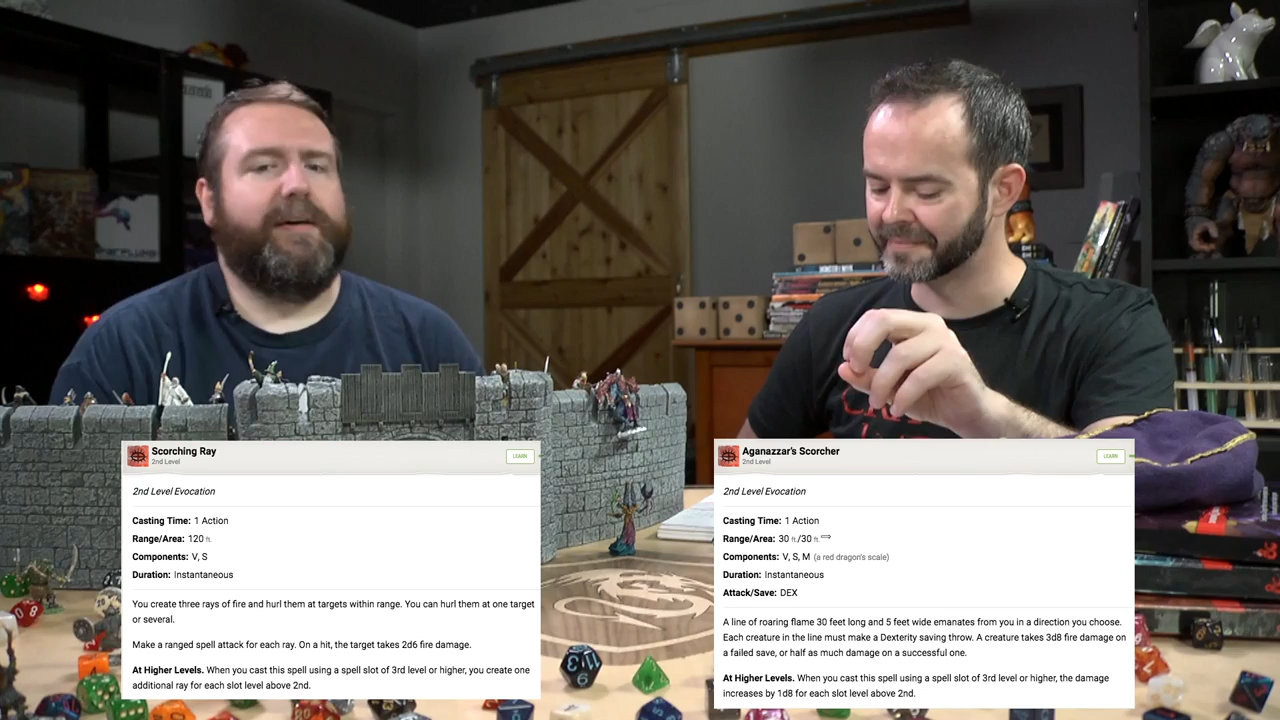 Scorching Ray
2nd Level
LEARN
2nd Level Evocation
Casting Time: 1 Action
Range/Area: 120 ft.
Components: V, S
Duration: Instantaneous
You create three rays of fire and hurl them at targets within range. You can hurl them at one target
or several.
Make a ranged spell attack for each ray. On a hit, the target takes 2d6 fire damage.
At Higher Levels. When you cast this spell using a spell slot of 3rd level or higher, you create one
additional ray for each slot level above 2nd.
Aganazzar's Scorcher
2nd Level
LEARN
2nd Level Evocation
Casting Time: 1 Action
Range/Area: 30 ft./30 ft.
Components: V, S, M (a red dragon's scale)
Duration: Instantaneous
Attack/Save: DEX
A line of roaring flame 30 feet long and 5 feet wide emanates from you in a direction you choose.
Each creature in the line must make a Dexterity saving throw. A creature takes 3d8 fire damage on
a failed save, or half as much damage on a successful one.
At Higher Levels. When you cast this spell using a spell slot of 3rd level or higher, the damage
increases by 1d8 for each slot level above 2nd.